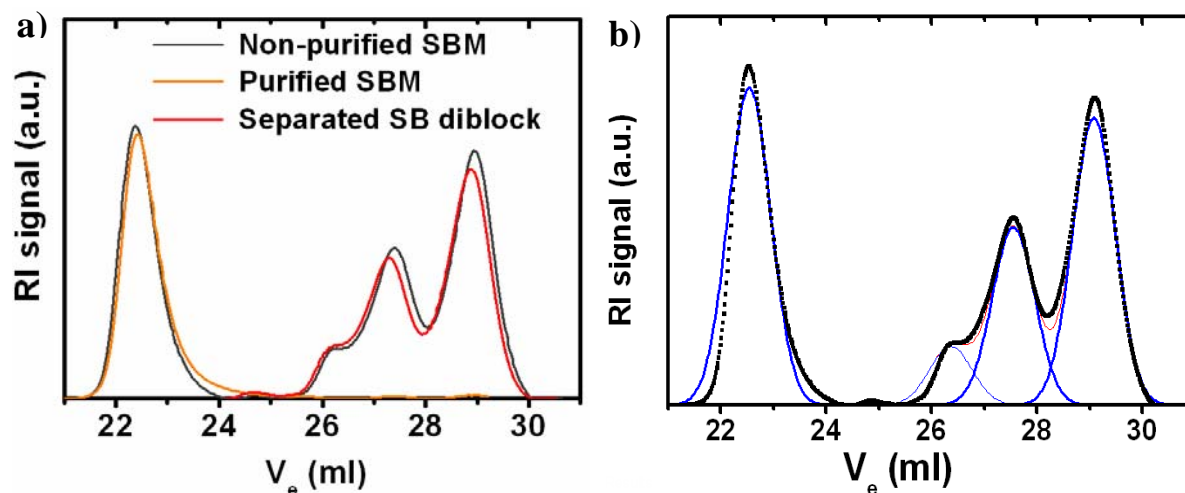 a)
Non-purified SBM
Purified SBM
Separated SB diblock
RI signal (a.u.)
22 24 26 28 30
Vₑ (ml)
b)
RI signal (a.u.)
22 24 26 28 30
Vₑ (ml)